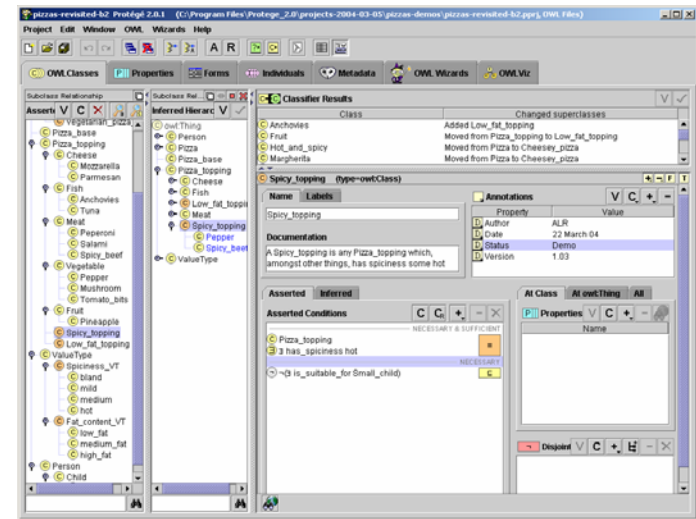 pizzas-revisited-b2 Protégé 2.0.1 (C:\Program Files\Protege_2.0\projects-2004-03-05\pizzas-demos\pizzas-revisited-b2.pprj, OWL Files)
Project Edit Window OWL Wizards Help
OWLClasses Properties Forms Individuals Metadata OWL Wizards OWLViz
Subclass Relationship
Asserte
Vegetarian_pizza
Pizza_base
Pizza_topping
Cheese
Mozzarella
Parmesan
Fish
Anchovies
Tuna
Meat
Peperoni
Salami
Spicy_beef
Vegetable
Pepper
Mushroom
Tomato_bits
Fruit
Pineapple
Spicy_topping
Low_fat_topping
ValueType
Spiciness_VT
bland
mild
medium
hot
Fat_content_VT
low_fat
medium_fat
high_fat
Person
Child
Subclass Rel...
Inferred Hierarc
owl:Thing
Person
Pizza
Pizza_base
Pizza_topping
Cheese
Fish
Low_fat_toppi
Meat
Spicy_topping
Pepper
Spicy_beef
ValueType
Classifier Results
Class Changed superclasses
Anchovies Added Low_fat_topping
Fruit Moved from Pizza_topping to Low_fat_topping
Hot_and_spicy Moved from Pizza to Cheesey_pizza
Margherita Moved from Pizza to Cheesey_pizza
Spicy_topping (type=owl:Class)
Name Labels
Spicy_topping
Documentation
A Spicy_topping is any Pizza_topping which,
amongst other things, has spiciness some hot
Annotations
Property Value
Author ALR
Date 22 March 04
Status Demo
Version 1.03
Asserted Inferred
Asserted Conditions
NECESSARY & SUFFICIENT
Pizza_topping
∃ has_spiciness hot
NECESSARY
¬(∃ is_suitable_for Small_child)
At Class At owl:Thing All
Properties
Name
Disjoint